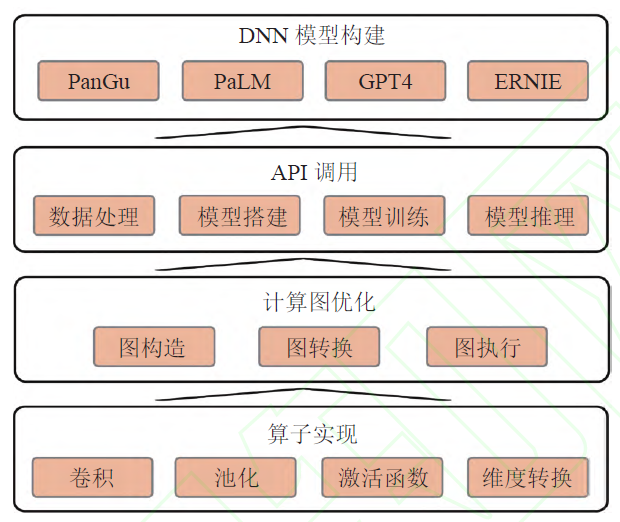 DNN 模型构建
PanGu PaLM GPT4 ERNIE
API 调用
数据处理 模型搭建 模型训练 模型推理
计算图优化
图构造 图转换 图执行
算子实现
卷积 池化 激活函数 维度转换